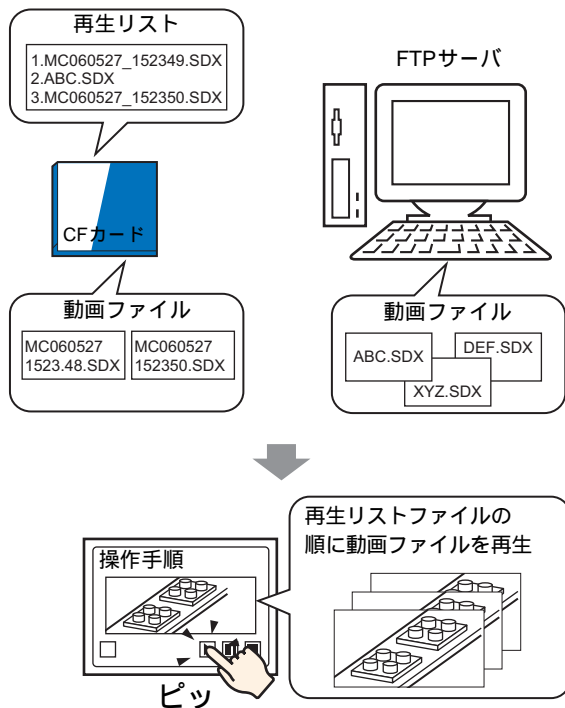 再生リスト
1.MC060527_152349.SDX
2.ABC.SDX
3.MC060527_152350.SDX
CFカード
動画ファイル
MC060527
1523.48.SDX
MC060527
152350.SDX
FTPサーバ
動画ファイル
ABC.SDX
DEF.SDX
XYZ.SDX
再生リストファイルの
順に動画ファイルを再生
操作手順
ピッ